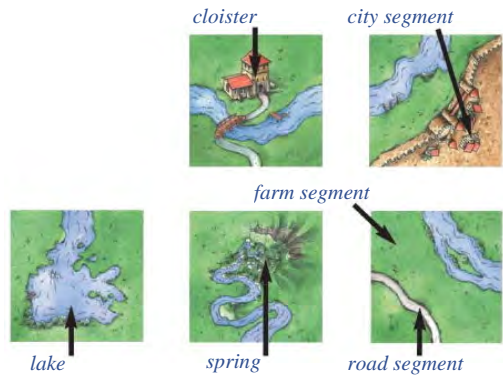 cloister
city segment
farm segment
lake
spring
road segment